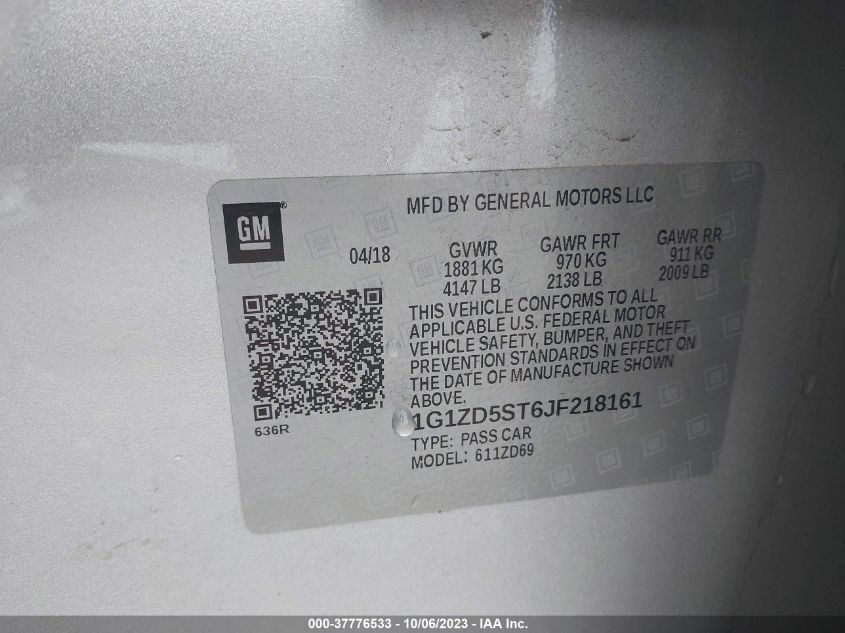 GM
MFD BY GENERAL MOTORS LLC
04/18 GVWR GAWR FRT GAWR RR
1881 KG 970 KG 911 KG
4147 LB 2138 LB 2009 LB
THIS VEHICLE CONFORMS TO ALL
APPLICABLE U.S. FEDERAL MOTOR
VEHICLE SAFETY, BUMPER, AND THEFT
PREVENTION STANDARDS IN EFFECT ON
THE DATE OF MANUFACTURE SHOWN
ABOVE.
1G1ZD5ST6JF218161
TYPE: PASS CAR
MODEL: 611ZD69
636R
000-37776533 - 10/06/2023 - IAA Inc.